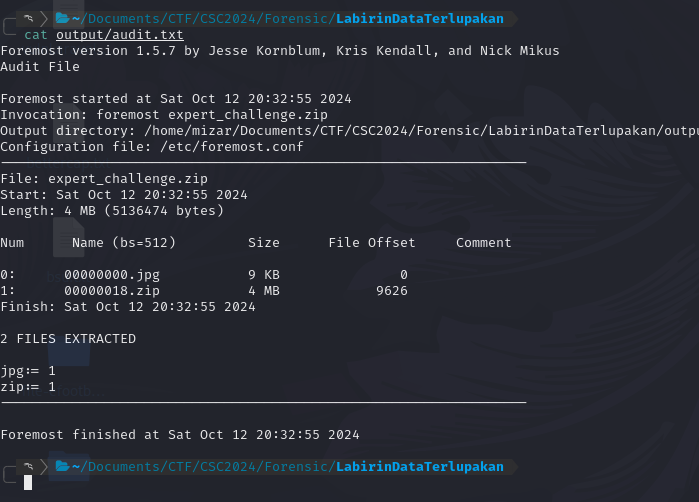 ~/Documents/CTF/CSC2024/Forensic/LabirinDataTerlupakan
cat output/audit.txt
Foremost version 1.5.7 by Jesse Kornblum, Kris Kendall, and Nick Mikus
Audit File
Foremost started at Sat Oct 12 20:32:55 2024
Invocation: foremost expert_challenge.zip
Output directory: /home/mizar/Documents/CTF/CSC2024/Forensic/LabirinDataTerlupakan/outpu
Configuration file: /etc/foremost.conf
File: expert_challenge.zip
Start: Sat Oct 12 20:32:55 2024
Length: 4 MB (5136474 bytes)
Num Name (bs=512) Size File Offset Comment
0: 00000000.jpg 9 KB 0
1: 00000018.zip 4 MB 9626
Finish: Sat Oct 12 20:32:55 2024
2 FILES EXTRACTED
jpg:= 1
zip:= 1
Foremost finished at Sat Oct 12 20:32:55 2024
~/Documents/CTF/CSC2024/Forensic/LabirinDataTerlupakan